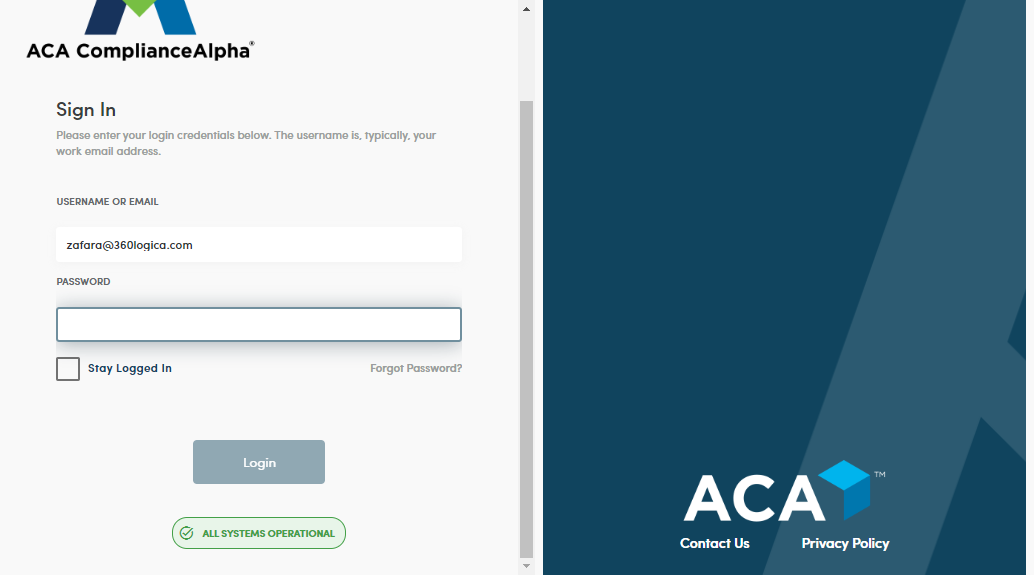 ACA ComplianceAlpha®
Sign In
Please enter your login credentials below. The username is, typically, your
work email address.
USERNAME OR EMAIL
zafara@360logica.com
PASSWORD
Stay Logged In
Forgot Password?
Login
ALL SYSTEMS OPERATIONAL
ACA™
Contact Us
Privacy Policy